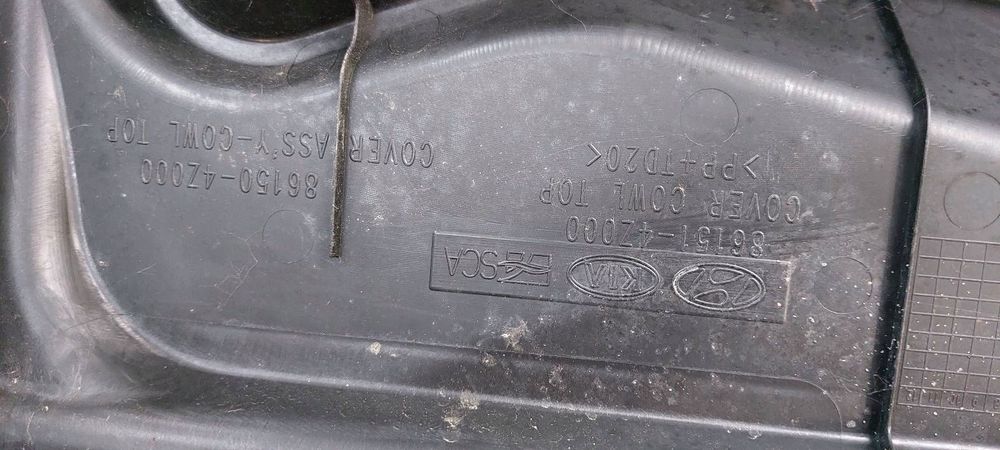 KIA SCA
86151-4Z000
COVER COWL TOP
>PP+TD20<
86150-4Z000
COVER ASS'Y-COWL TOP